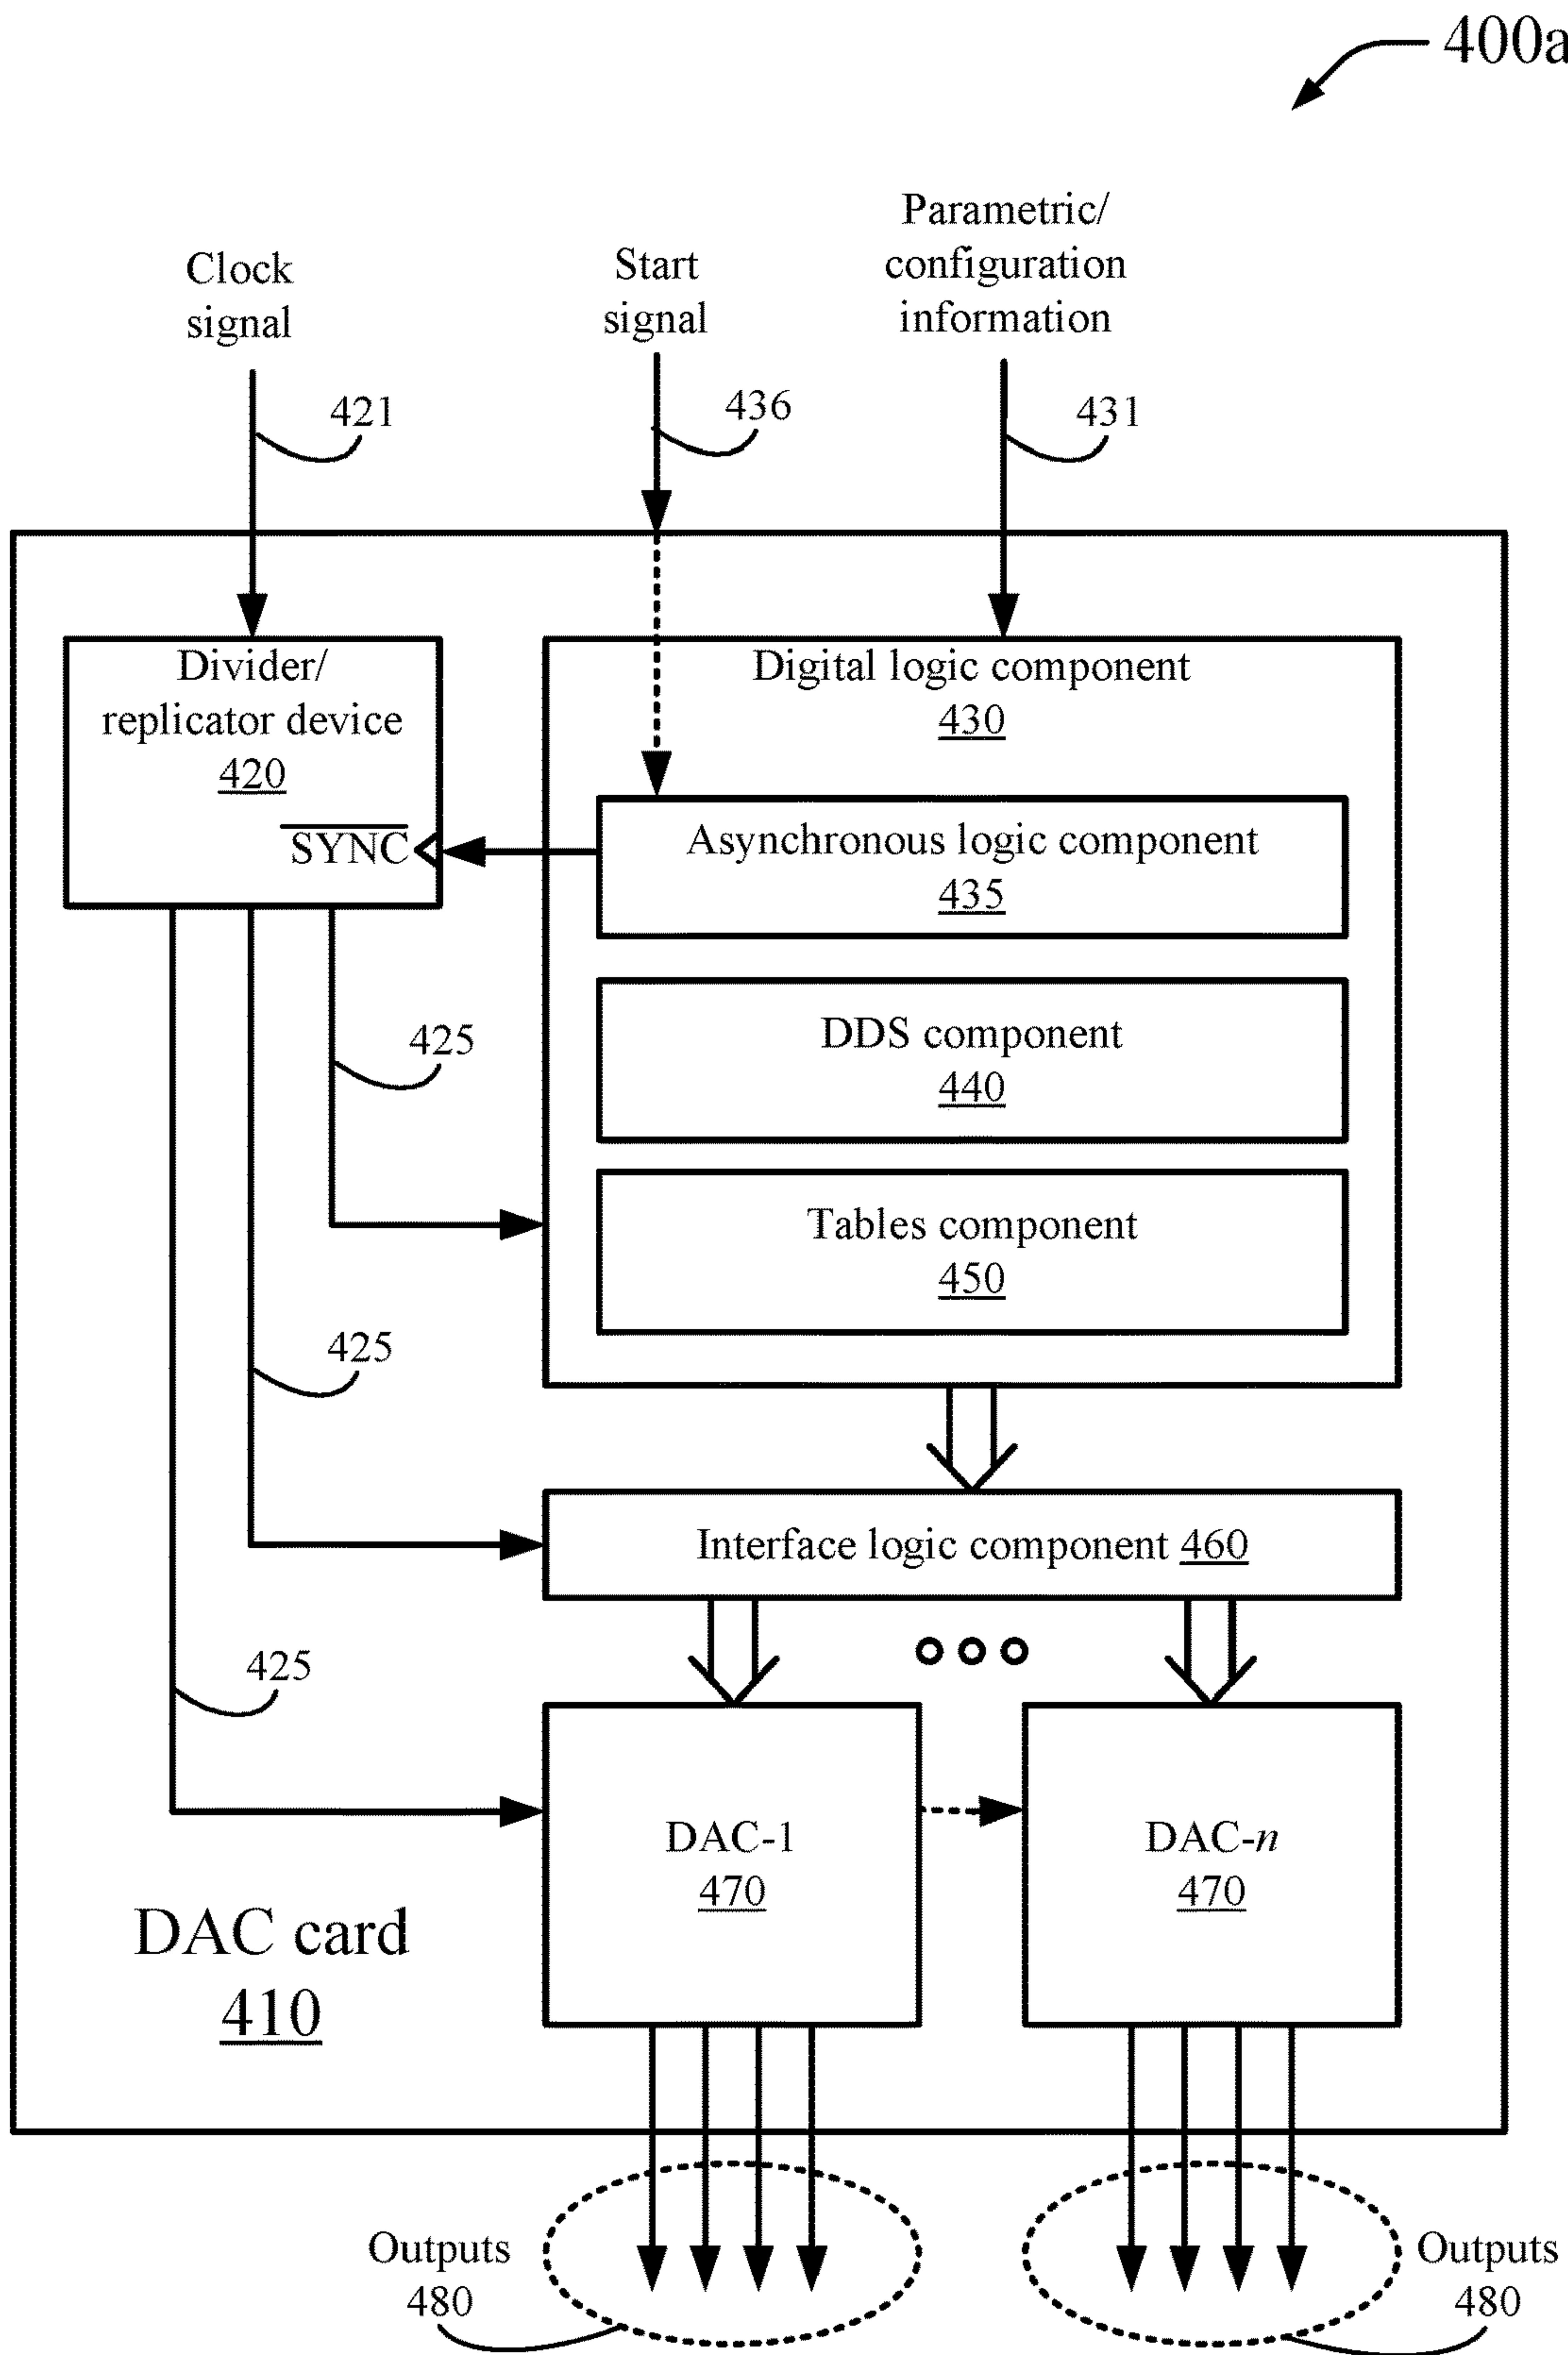 400a
Clock
signal
Start
signal
Parametric/
configuration
information
421
436
431
Divider/
replicator device
420
SYNC
Digital logic component
430
Asynchronous logic component
435
DDS component
440
425
Tables component
450
425
Interface logic component 460
425
DAC-1
470
DAC-n
470
DAC card
410
Outputs
480
Outputs
480